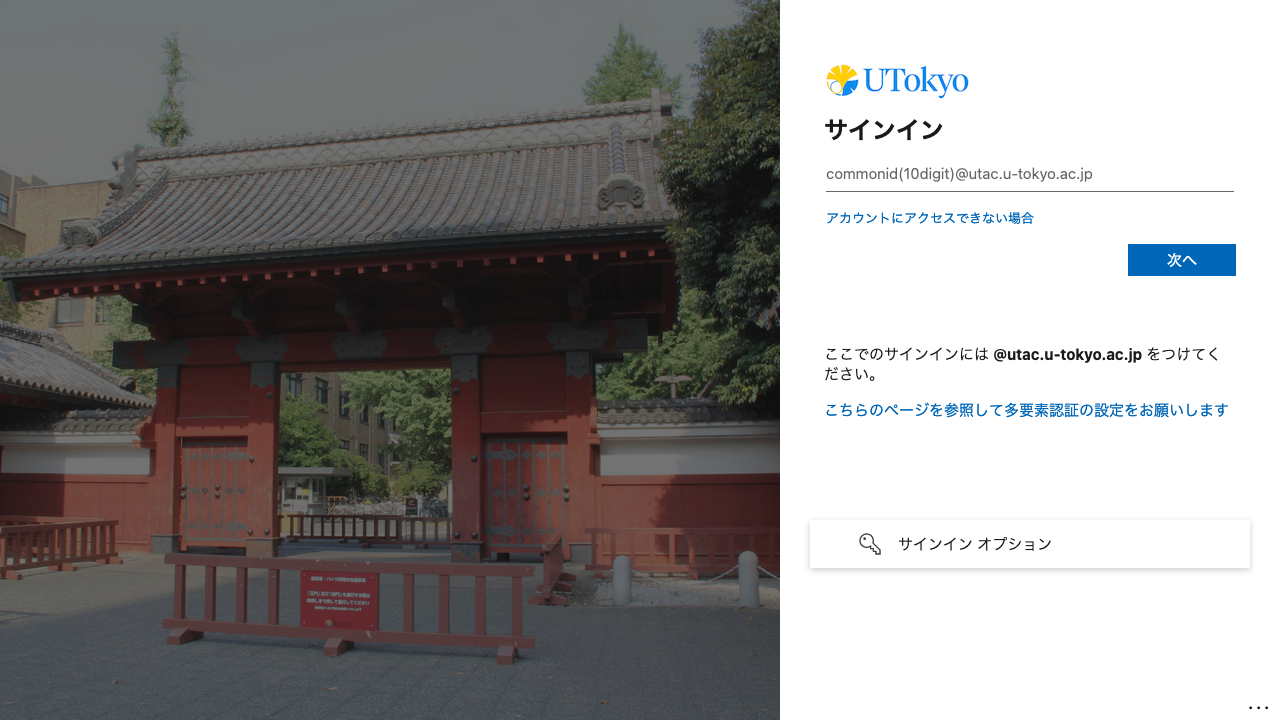 UTokyo
サインイン
commonid(10digit)@utac.u-tokyo.ac.jp
アカウントにアクセスできない場合
次へ
ここでのサインインには @utac.u-tokyo.ac.jp をつけてく
ださい。
こちらのページを参照して多要素認証の設定をお願いします
サインイン オプション